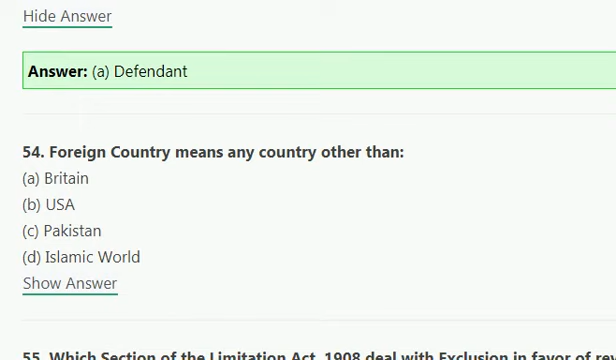 Hide Answer
Answer: (a) Defendant
54. Foreign Country means any country other than:
(a) Britain
(b) USA
(c) Pakistan
(d) Islamic World
Show Answer
55. Which Section of the Limitation Act, 1908 deal with Exclusion in favor of